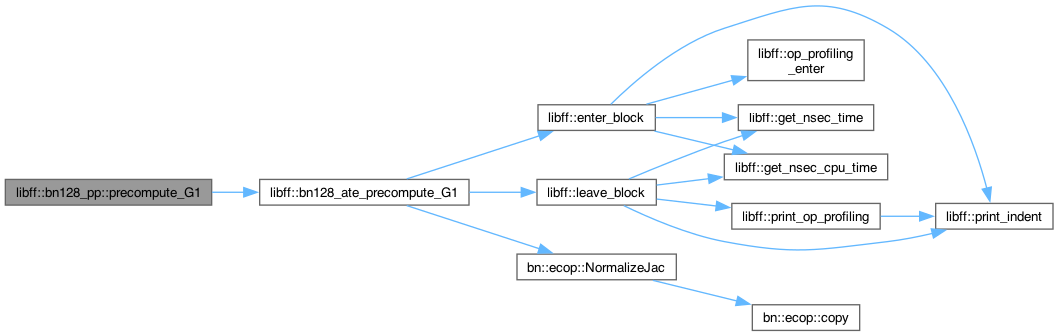 libff::bn128_pp::precompute_G1
libff::bn128_ate_precompute_G1
libff::enter_block
libff::leave_block
bn::ecop::NormalizeJac
libff::op_profiling
_enter
libff::get_nsec_time
libff::get_nsec_cpu_time
libff::print_op_profiling
bn::ecop::copy
libff::print_indent